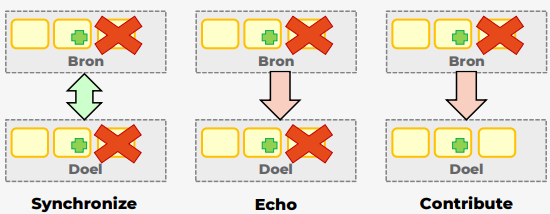 Bron
Bron
Bron
Doel
Doel
Doel
Synchronize
Echo
Contribute